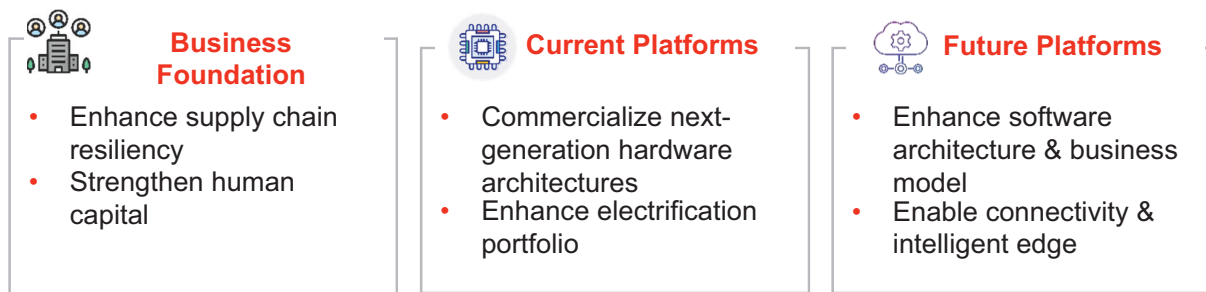 Business
Foundation
• Enhance supply chain
resiliency
• Strengthen human
capital
Current Platforms
• Commercialize next-
generation hardware
architectures
• Enhance electrification
portfolio
Future Platforms
• Enhance software
architecture & business
model
• Enable connectivity &
intelligent edge